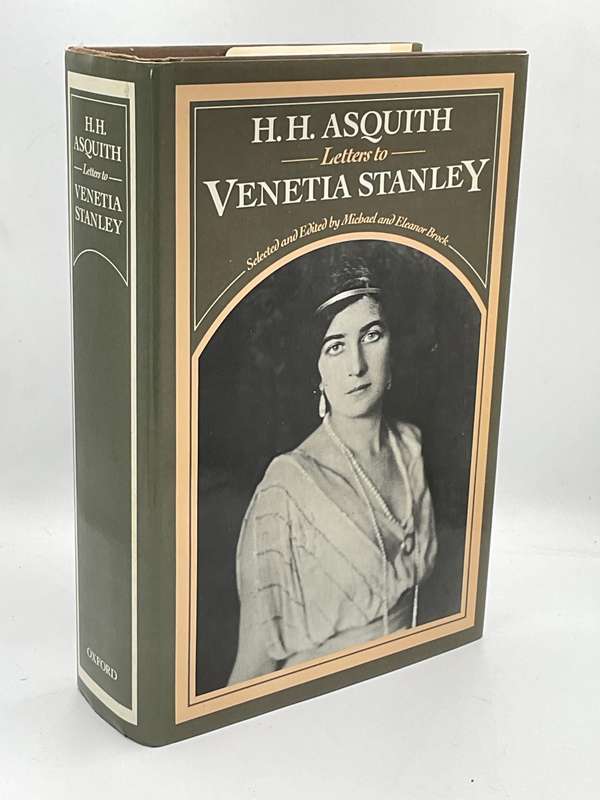 H. H.
ASQUITH
Letters to
VENETIA
STANLEY
OXFORD
H. H. ASQUITH
Letters to
VENETIA STANLEY
Selected and Edited by Michael and Eleanor Brock